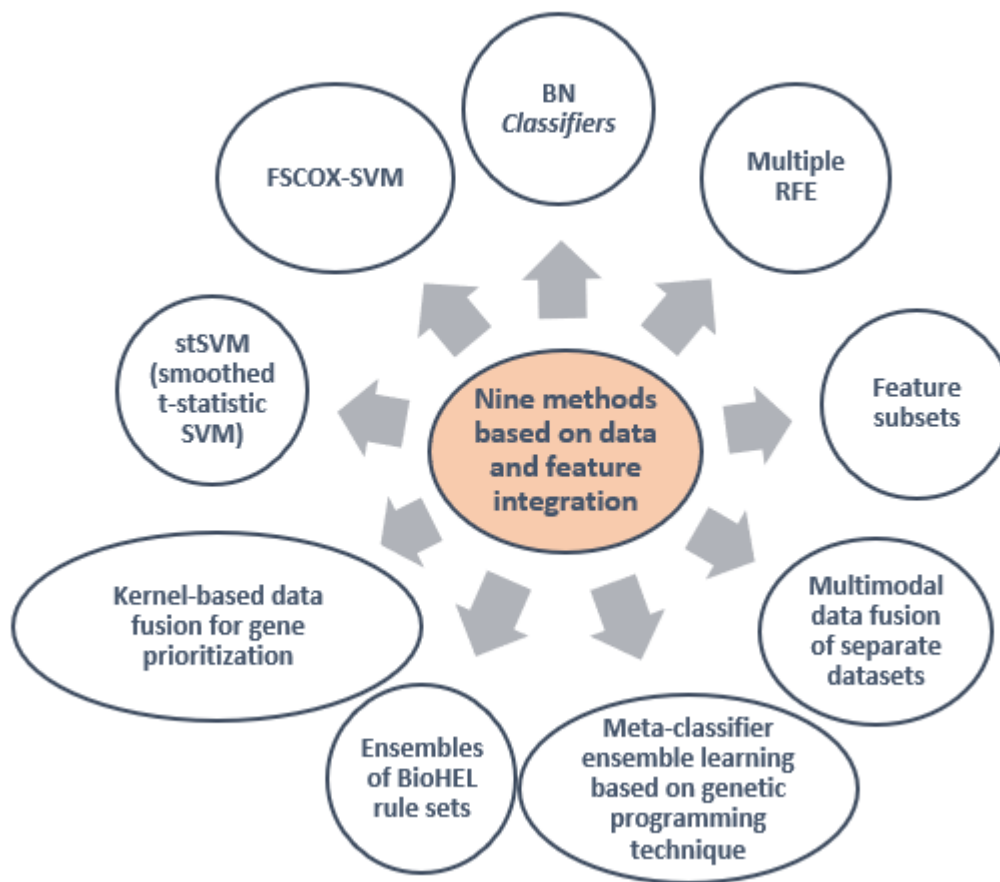 BN
Classifiers
Multiple
RFE
FSCOX-SVM
stSVM
(smoothed
t-statistic
SVM)
Feature
subsets
Nine methods
based on data
and feature
integration
Kernel-based data
fusion for gene
prioritization
Multimodal
data fusion
of separate
datasets
Ensembles
of BioHEL
rule sets
Meta-classifier
ensemble learning
based on genetic
programming
technique